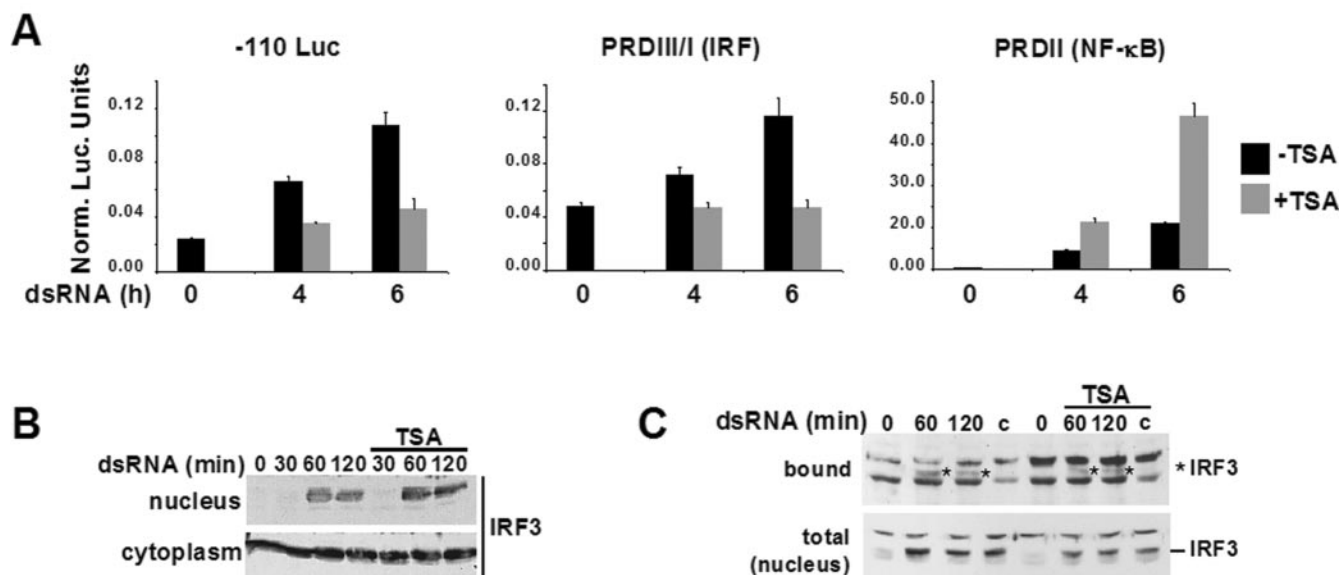 A
-110 Luc
PRDIII/I (IRF)
PRDII (NF-κB)
Norm. Luc. Units
0.12
0.08
0.04
0.00
0.12
0.08
0.04
0.00
50.0
40.0
30.0
20.0
10.0
0.00
-TSA
+TSA
dsRNA (h) 0 4 6 0 4 6 0 4 6
B
TSA
dsRNA (min) 0 30 60 120 30 60 120
nucleus
cytoplasm
IRF3
C
TSA
dsRNA (min) 0 60 120 c 0 60 120 c
bound
* * * * * IRF3
total
(nucleus)
IRF3